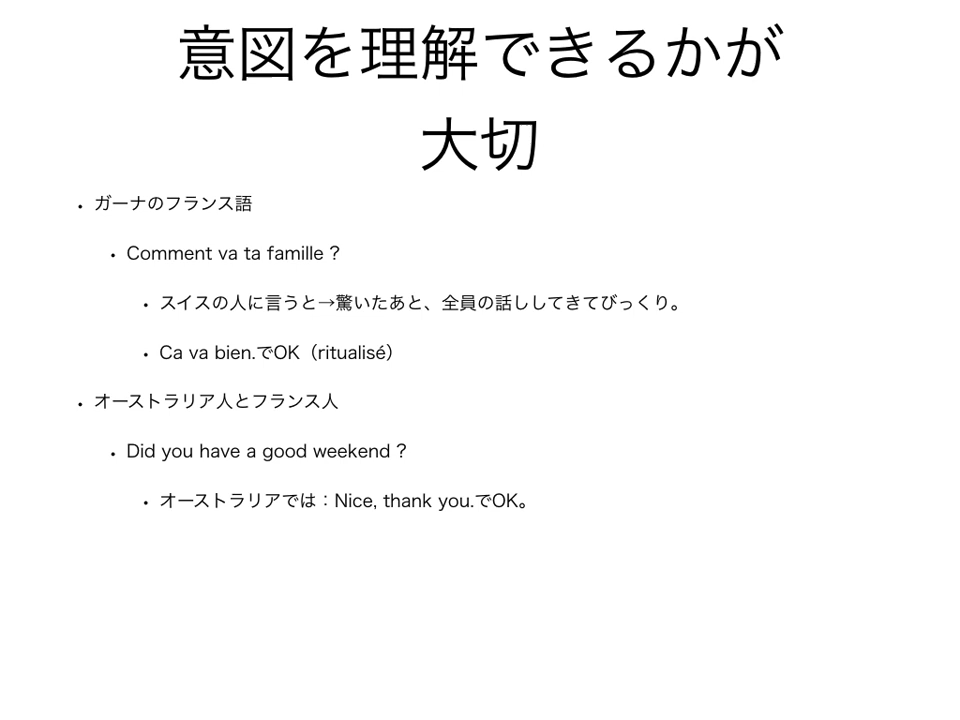 意図を理解できるかが
大切
• ガーナのフランス語
• Comment va ta famille ?
• スイスの人に言うと→驚いたあと、全員の話ししてきてびっくり。
• Ca va bien.でOK（ritualisé）
• オーストラリア人とフランス人
• Did you have a good weekend ?
• オーストラリアでは：Nice, thank you.でOK。